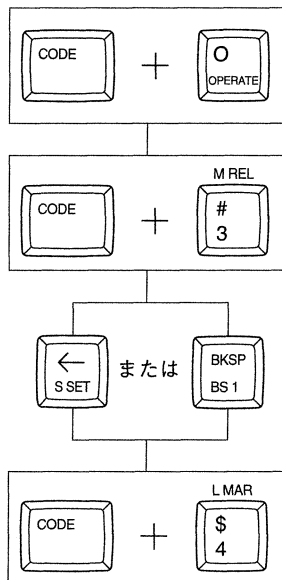 CODE + O
OPERATE
M REL
CODE + #
3
← または BKSP
S SET BS 1
L MAR
CODE + $
4